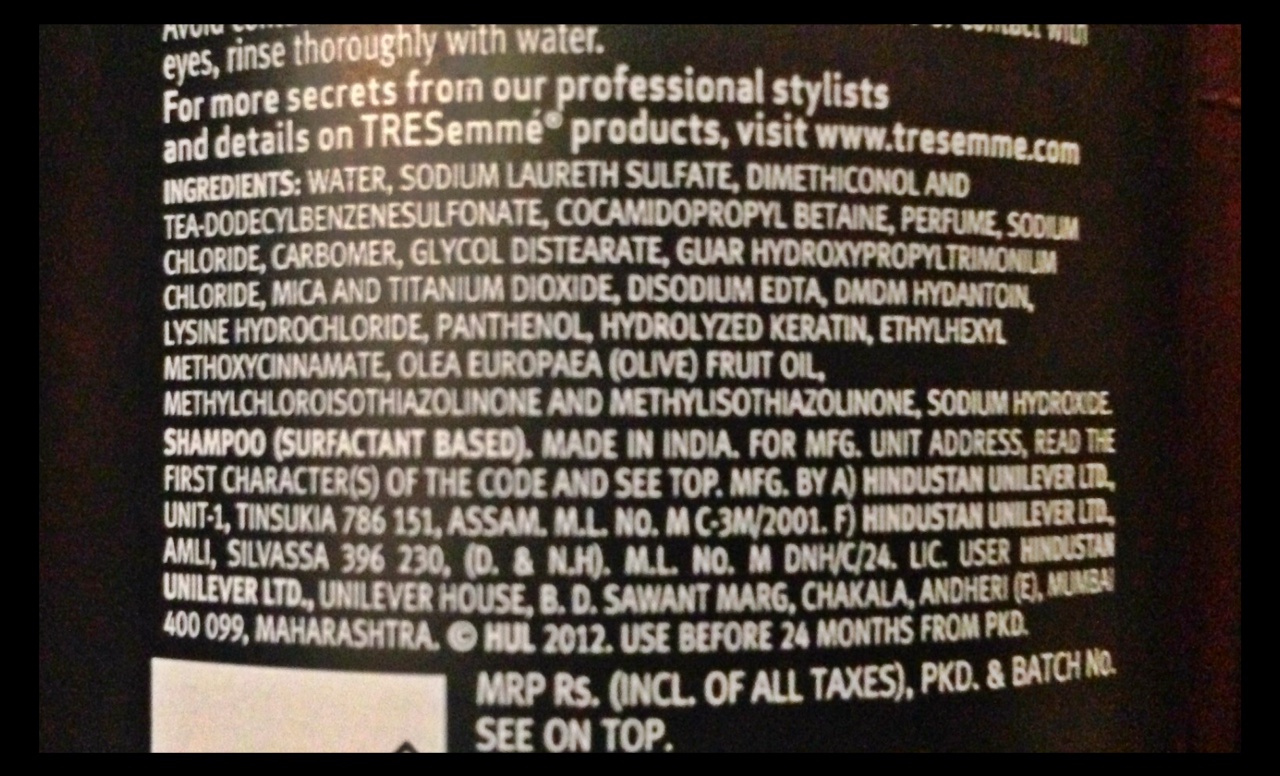 eyes, rinse thoroughly with water.
For more secrets from our professional stylists
and details on TRESemmé® products, visit www.tresemme.com
INGREDIENTS: WATER, SODIUM LAURETH SULFATE, DIMETHICONOL AND
TEA-DODECYLBENZENESULFONATE, COCAMIDOPROPYL BETAINE, PERFUME, SODIUM
CHLORIDE, CARBOMER, GLYCOL DISTEARATE, GUAR HYDROXYPROPYLTRIMONIUM
CHLORIDE, MICA AND TITANIUM DIOXIDE, DISODIUM EDTA, DMDM HYDANTOIN,
LYSINE HYDROCHLORIDE, PANTHENOL, HYDROLYZED KERATIN, ETHYLHEXYL
METHOXYCINNAMATE, OLEA EUROPAEA (OLIVE) FRUIT OIL,
METHYLCHLOROISOTHIAZOLINONE AND METHYLISOTHIAZOLINONE, SODIUM HYDROXIDE.
SHAMPOO (SURFACTANT BASED). MADE IN INDIA. FOR MFG. UNIT ADDRESS, READ THE
FIRST CHARACTER(S) OF THE CODE AND SEE TOP. MFG. BY A) HINDUSTAN UNILEVER LTD.,
UNIT-1, TINSUKIA 786 151, ASSAM. M.L. NO. M C-3M/2001. F) HINDUSTAN UNILEVER LTD.,
AMLI, SILVASSA 396 230, (D. & N.H). M.L. NO. M DNH/C/24. LIC. USER HINDUSTAN
UNILEVER LTD., UNILEVER HOUSE, B. D. SAWANT MARG, CHAKALA, ANDHERI (E), MUMBAI
400 099, MAHARASHTRA. © HUL 2012. USE BEFORE 24 MONTHS FROM PKD.
MRP RS. (INCL. OF ALL TAXES), PKD. & BATCH NO.
SEE ON TOP.